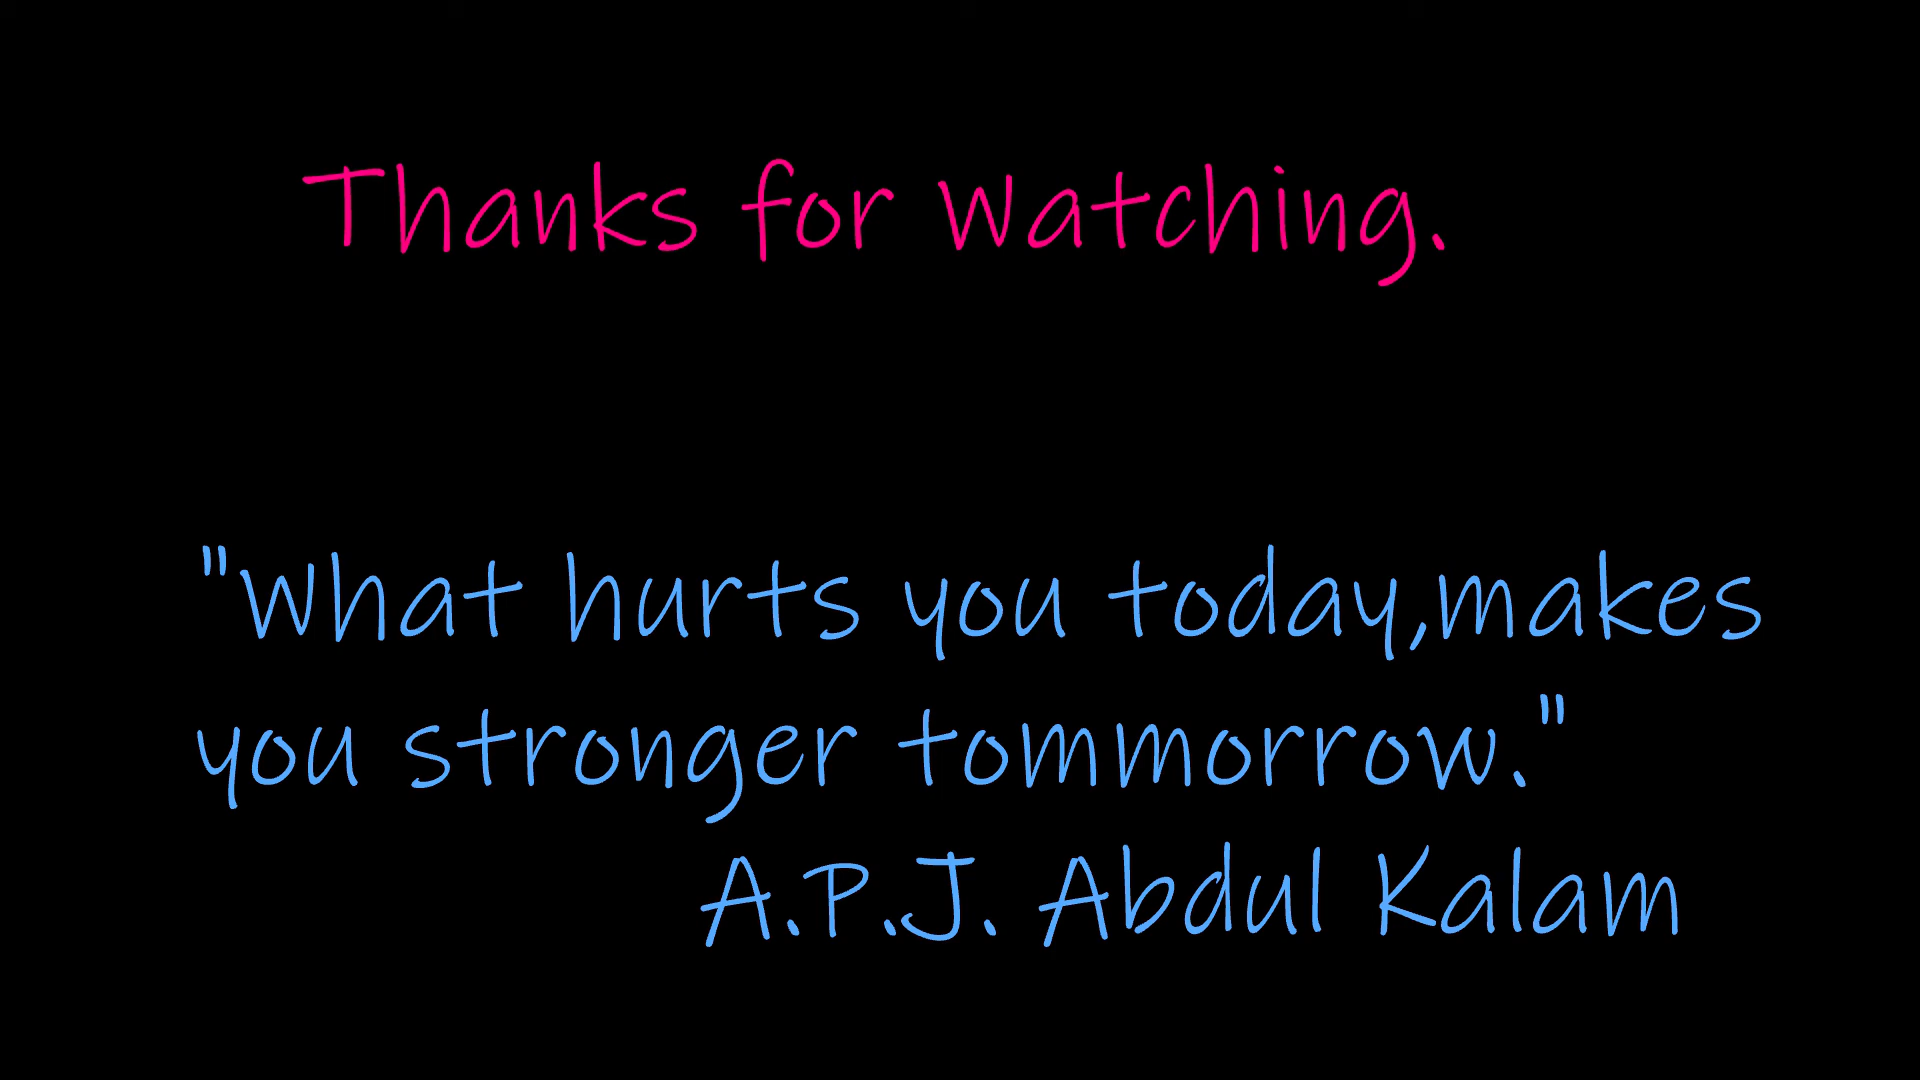 Thanks for Watching.
"What hurts you today,makes
you stronger tommorrow."
A.P.J. Abdul Kalam